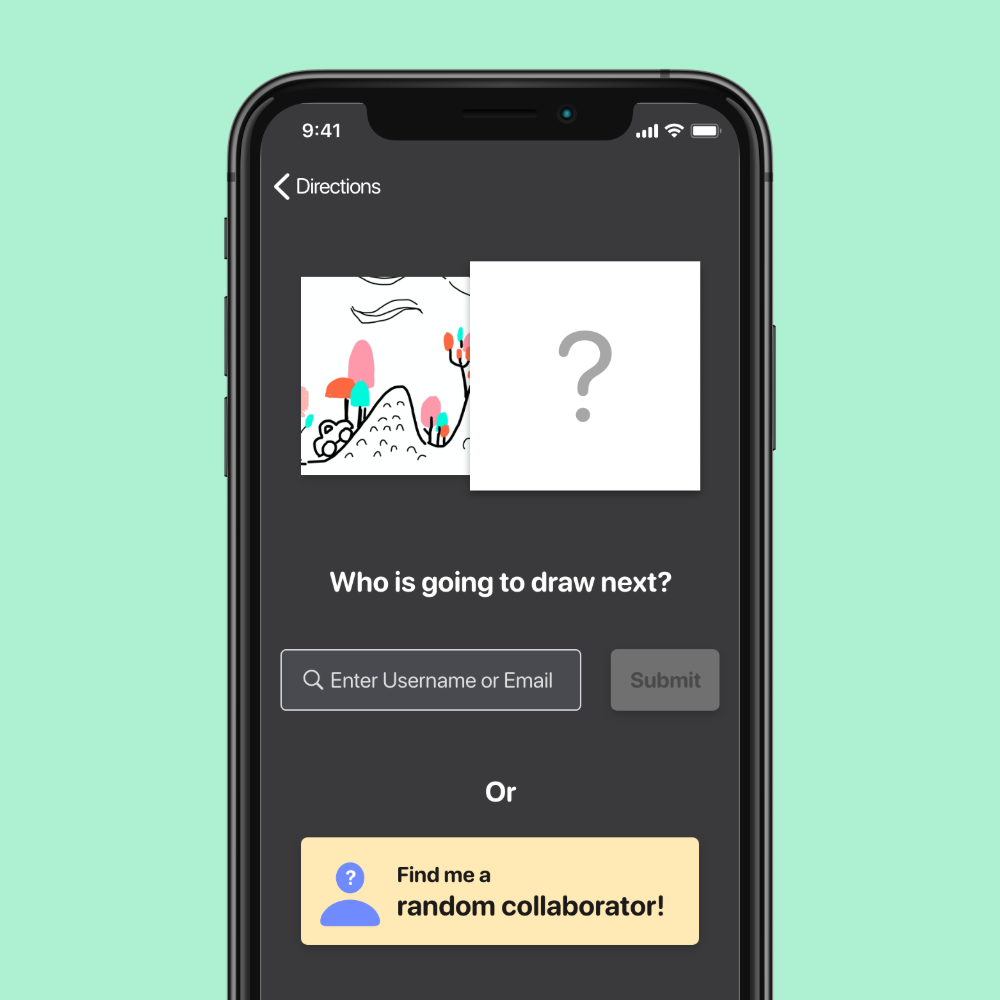 9:41
Directions
?
Who is going to draw next?
Enter Username or Email
Submit
Or
?
Find me a
random collaborator!